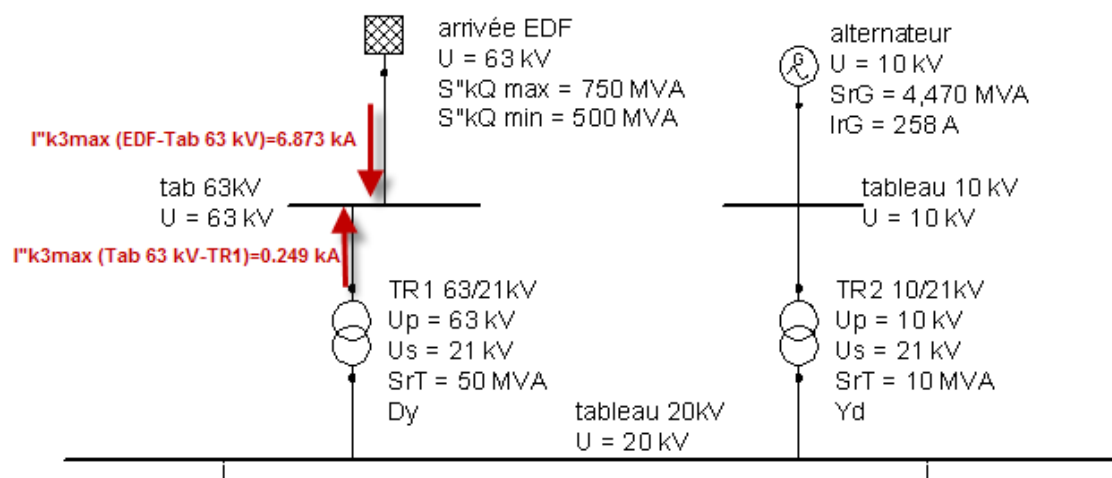 arrivée EDF
U = 63 kV
S"kQ max = 750 MVA
S"kQ min = 500 MVA
alternateur
U = 10 kV
SrG = 4,470 MVA
IrG = 258 A
I"k3max (EDF-Tab 63 kV)=6.873 kA
tab 63kV
U = 63 kV
tableau 10 kV
U = 10 kV
I"k3max (Tab 63 kV-TR1)=0.249 kA
TR1 63/21kV
Up = 63 kV
Us = 21 kV
SrT = 50 MVA
Dy
TR2 10/21kV
Up = 10 kV
Us = 21 kV
SrT = 10 MVA
Yd
tableau 20kV
U = 20 kV